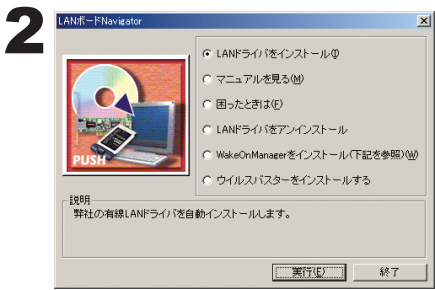 2
LANボードNavigator
LANドライバをインストール(I)
マニュアルを見る(M)
困ったときは(F)
LANドライバをアンインストール
WakeOnManagerをインストール(下記を参照)(W)
ウイルスバスターをインストールする
PUSH
説明
弊社の有線LANドライバを自動インストールします。
実行(E)
終了